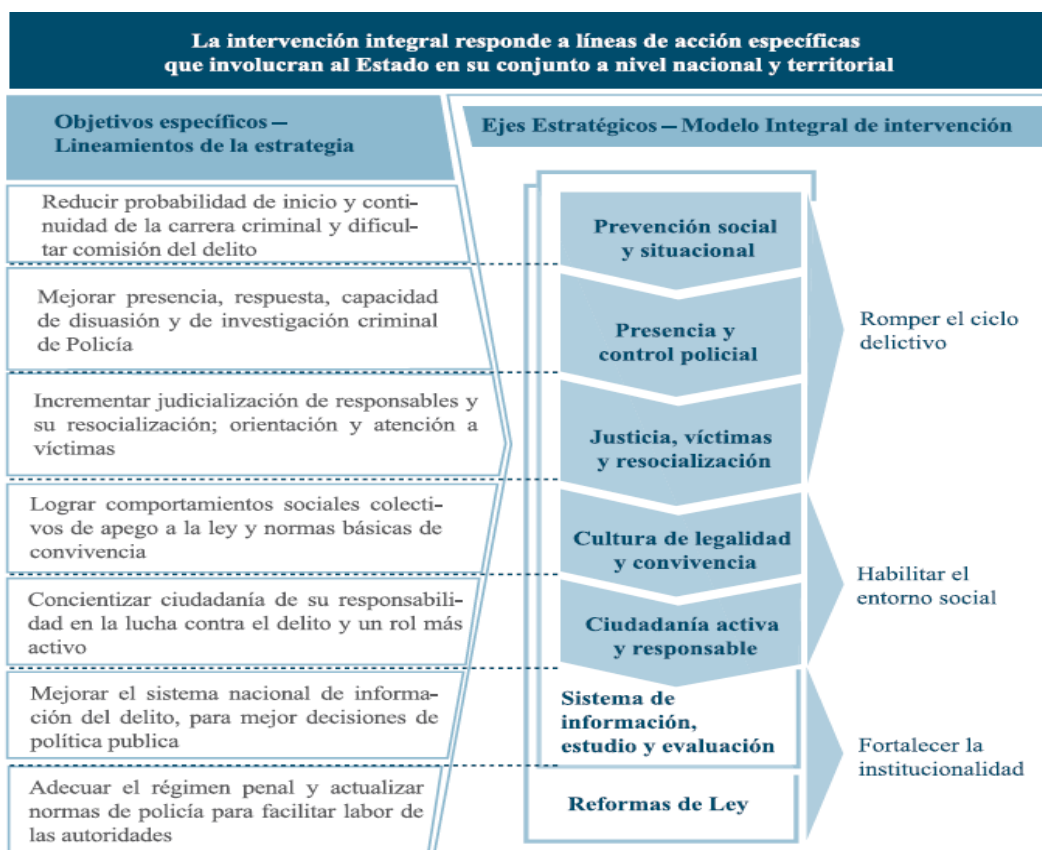 La intervención integral responde a líneas de acción específicas
que involucran al Estado en su conjunto a nivel nacional y territorial
Objetivos específicos —
Lineamientos de la estrategia
Ejes Estratégicos — Modelo Integral de intervención
Reducir probabilidad de inicio y conti-
nuidad de la carrera criminal y dificul-
tar comisión del delito
Prevención social
y situacional
Mejorar presencia, respuesta, capacidad
de disuasión y de investigación criminal
de Policía
Presencia y
control policial
Romper el ciclo
delictivo
Incrementar judicialización de responsables y
su resocialización; orientación y atención a
víctimas
Justicia, víctimas
y resocialización
Lograr comportamientos sociales colecti-
vos de apego a la ley y normas básicas de
convivencia
Cultura de legalidad
y convivencia
Habilitar el
entorno social
Concientizar ciudadanía de su responsabili-
dad en la lucha contra el delito y un rol más
activo
Ciudadanía activa
y responsable
Mejorar el sistema nacional de informa-
ción del delito, para mejor decisiones de
política publica
Sistema de
información,
estudio y evaluación
Fortalecer la
institucionalidad
Adecuar el régimen penal y actualizar
normas de policía para facilitar labor de
las autoridades
Reformas de Ley